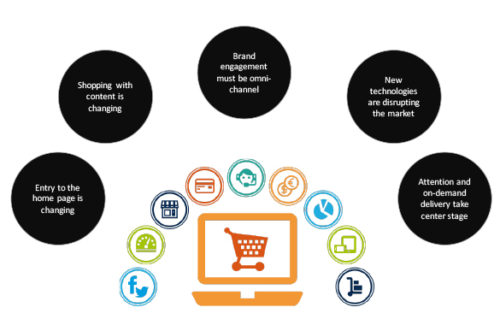 Brand
engagement
must be omni-
channel
Shopping with
content is
changing
New
technologies
are disrupting
the market
Entry to the
home page is
changing
Attention and
on-demand
delivery take
center stage